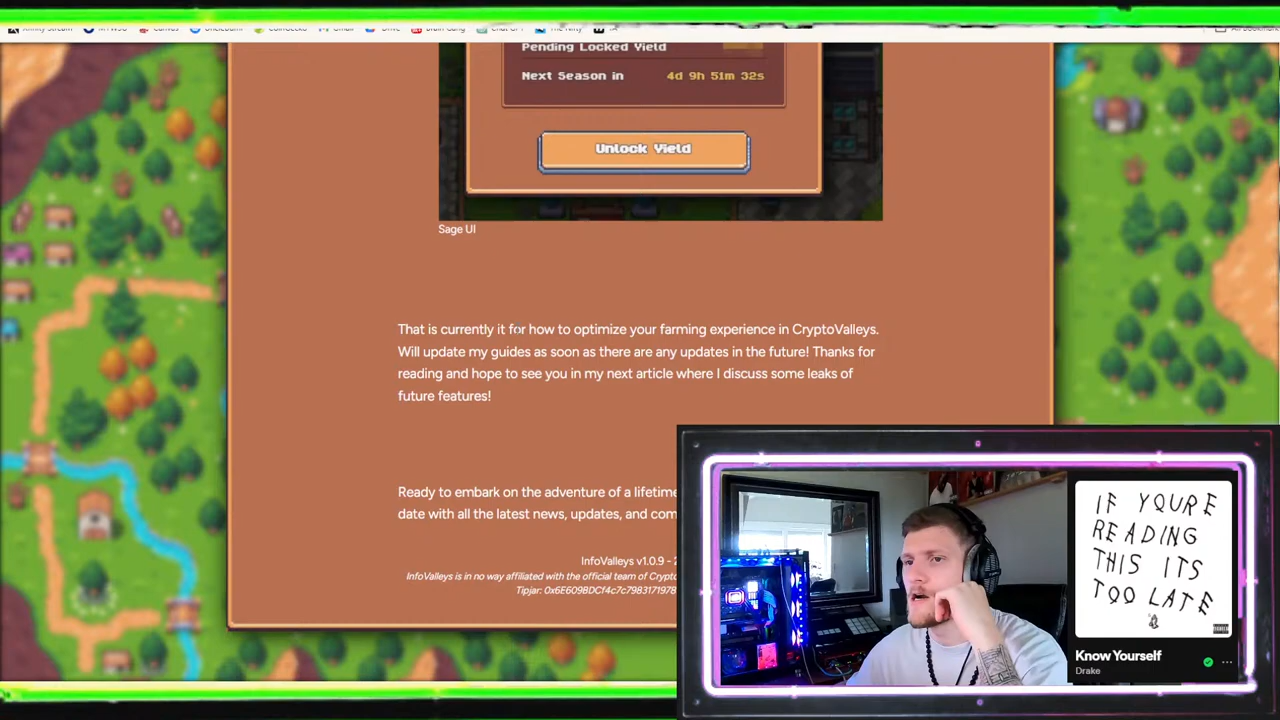 Pending Locked Yield
Next Season in 4d 9h 51m 32s
Unlock Yield
Sage UI
That is currently it for how to optimize your farming experience in CryptoValleys.
Will update my guides as soon as there are any updates in the future! Thanks for
reading and hope to see you in my next article where I discuss some leaks of
future features!
Ready to embark on the adventure of a lifetime
date with all the latest news, updates, and com
InfoValleys v1.0.9 - 2
InfoValleys is in no way affiliated with the official team of Crypto
Tipjar: 0x6E609BDCf4c7c7983171978
IF YOURE
READING
THIS ITS
TOO LATE
Know Yourself
Drake